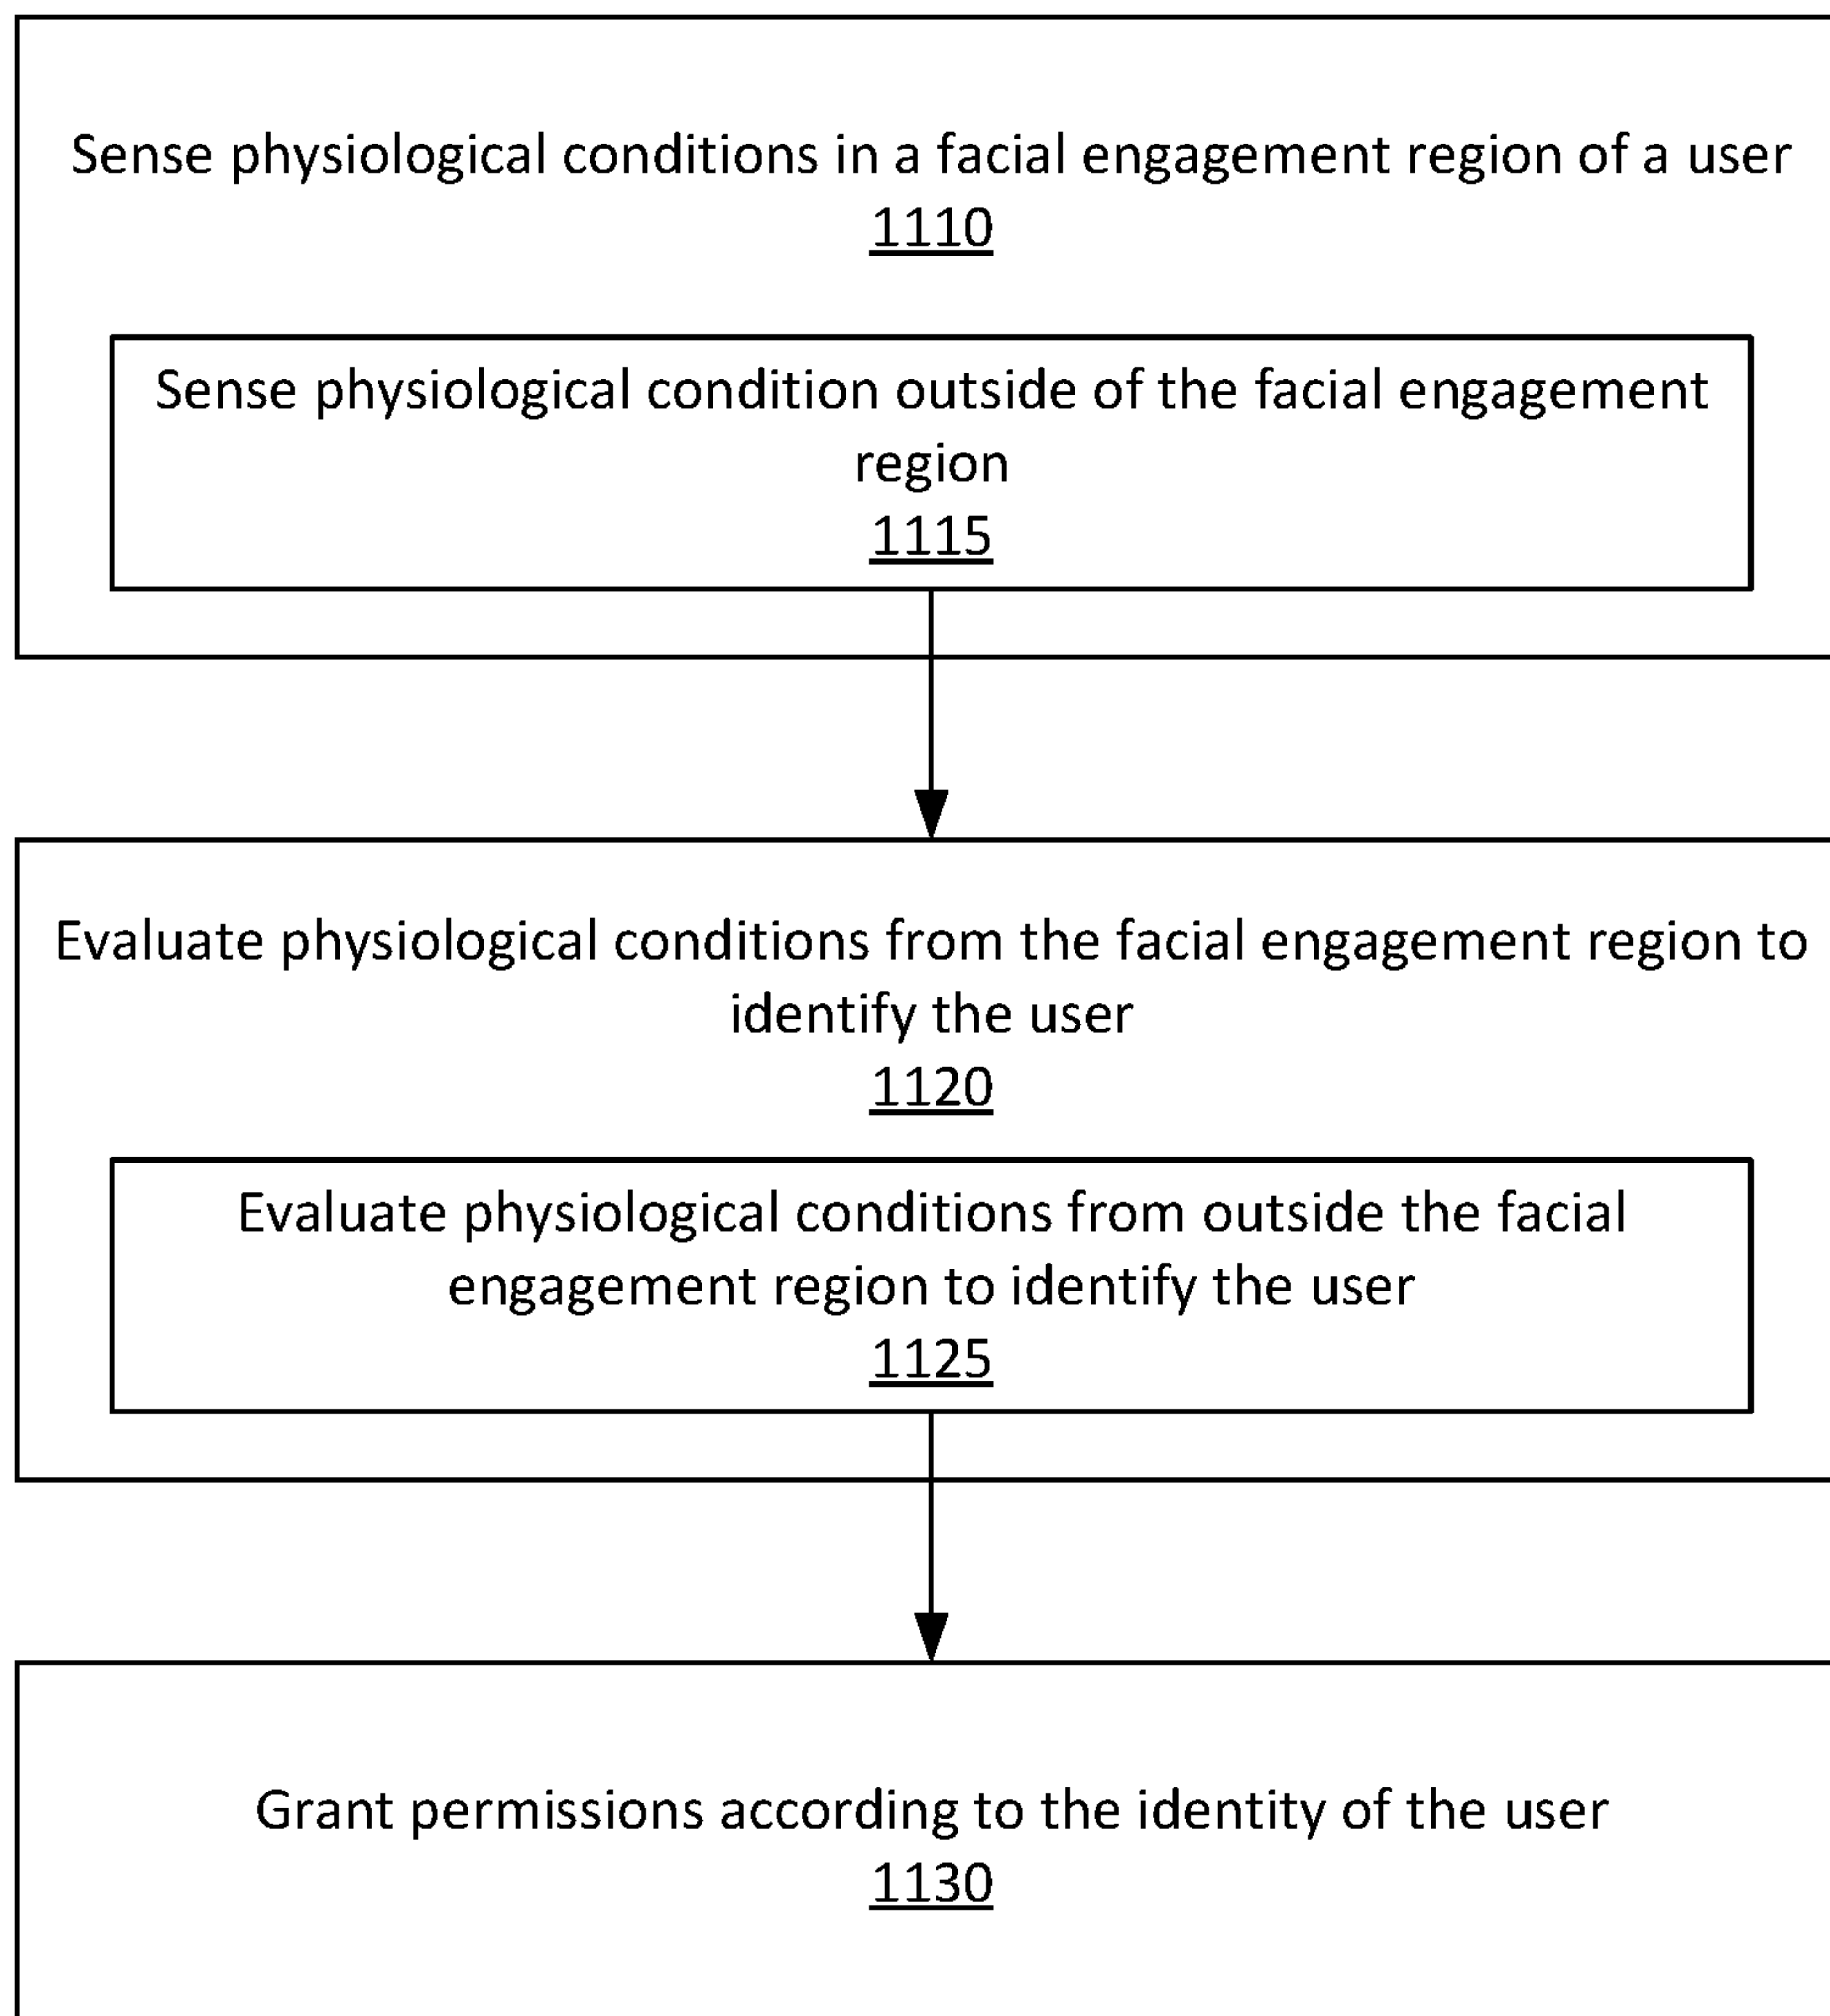 Sense physiological conditions in a facial engagement region of a user
1110
Sense physiological condition outside of the facial engagement
region
1115
Evaluate physiological conditions from the facial engagement region to
identify the user
1120
Evaluate physiological conditions from outside the facial
engagement region to identify the user
1125
Grant permissions according to the identity of the user
1130